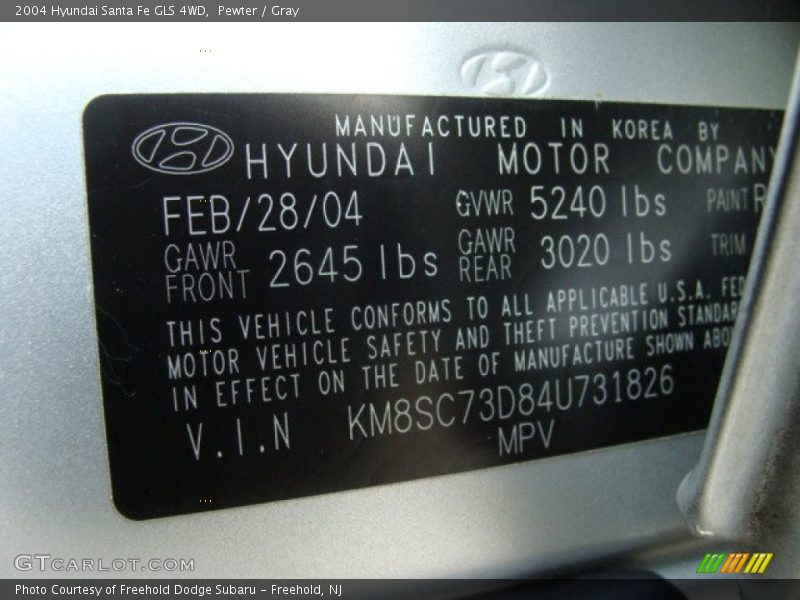 2004 Hyundai Santa Fe GLS 4WD, Pewter / Gray
MANUFACTURED IN KOREA BY
HYUNDAI MOTOR COMPANY
FEB/28/04 GVWR 5240 lbs PAINT
GAWR FRONT 2645 lbs GAWR REAR 3020 lbs TRIM
THIS VEHICLE CONFORMS TO ALL APPLICABLE U.S.A. FED
MOTOR VEHICLE SAFETY AND THEFT PREVENTION STANDAR
IN EFFECT ON THE DATE OF MANUFACTURE SHOWN ABO
V.I.N KM8SC73D84U731826
MPV
GTCARLOT.COM
Photo Courtesy of Freehold Dodge Subaru - Freehold, NJ